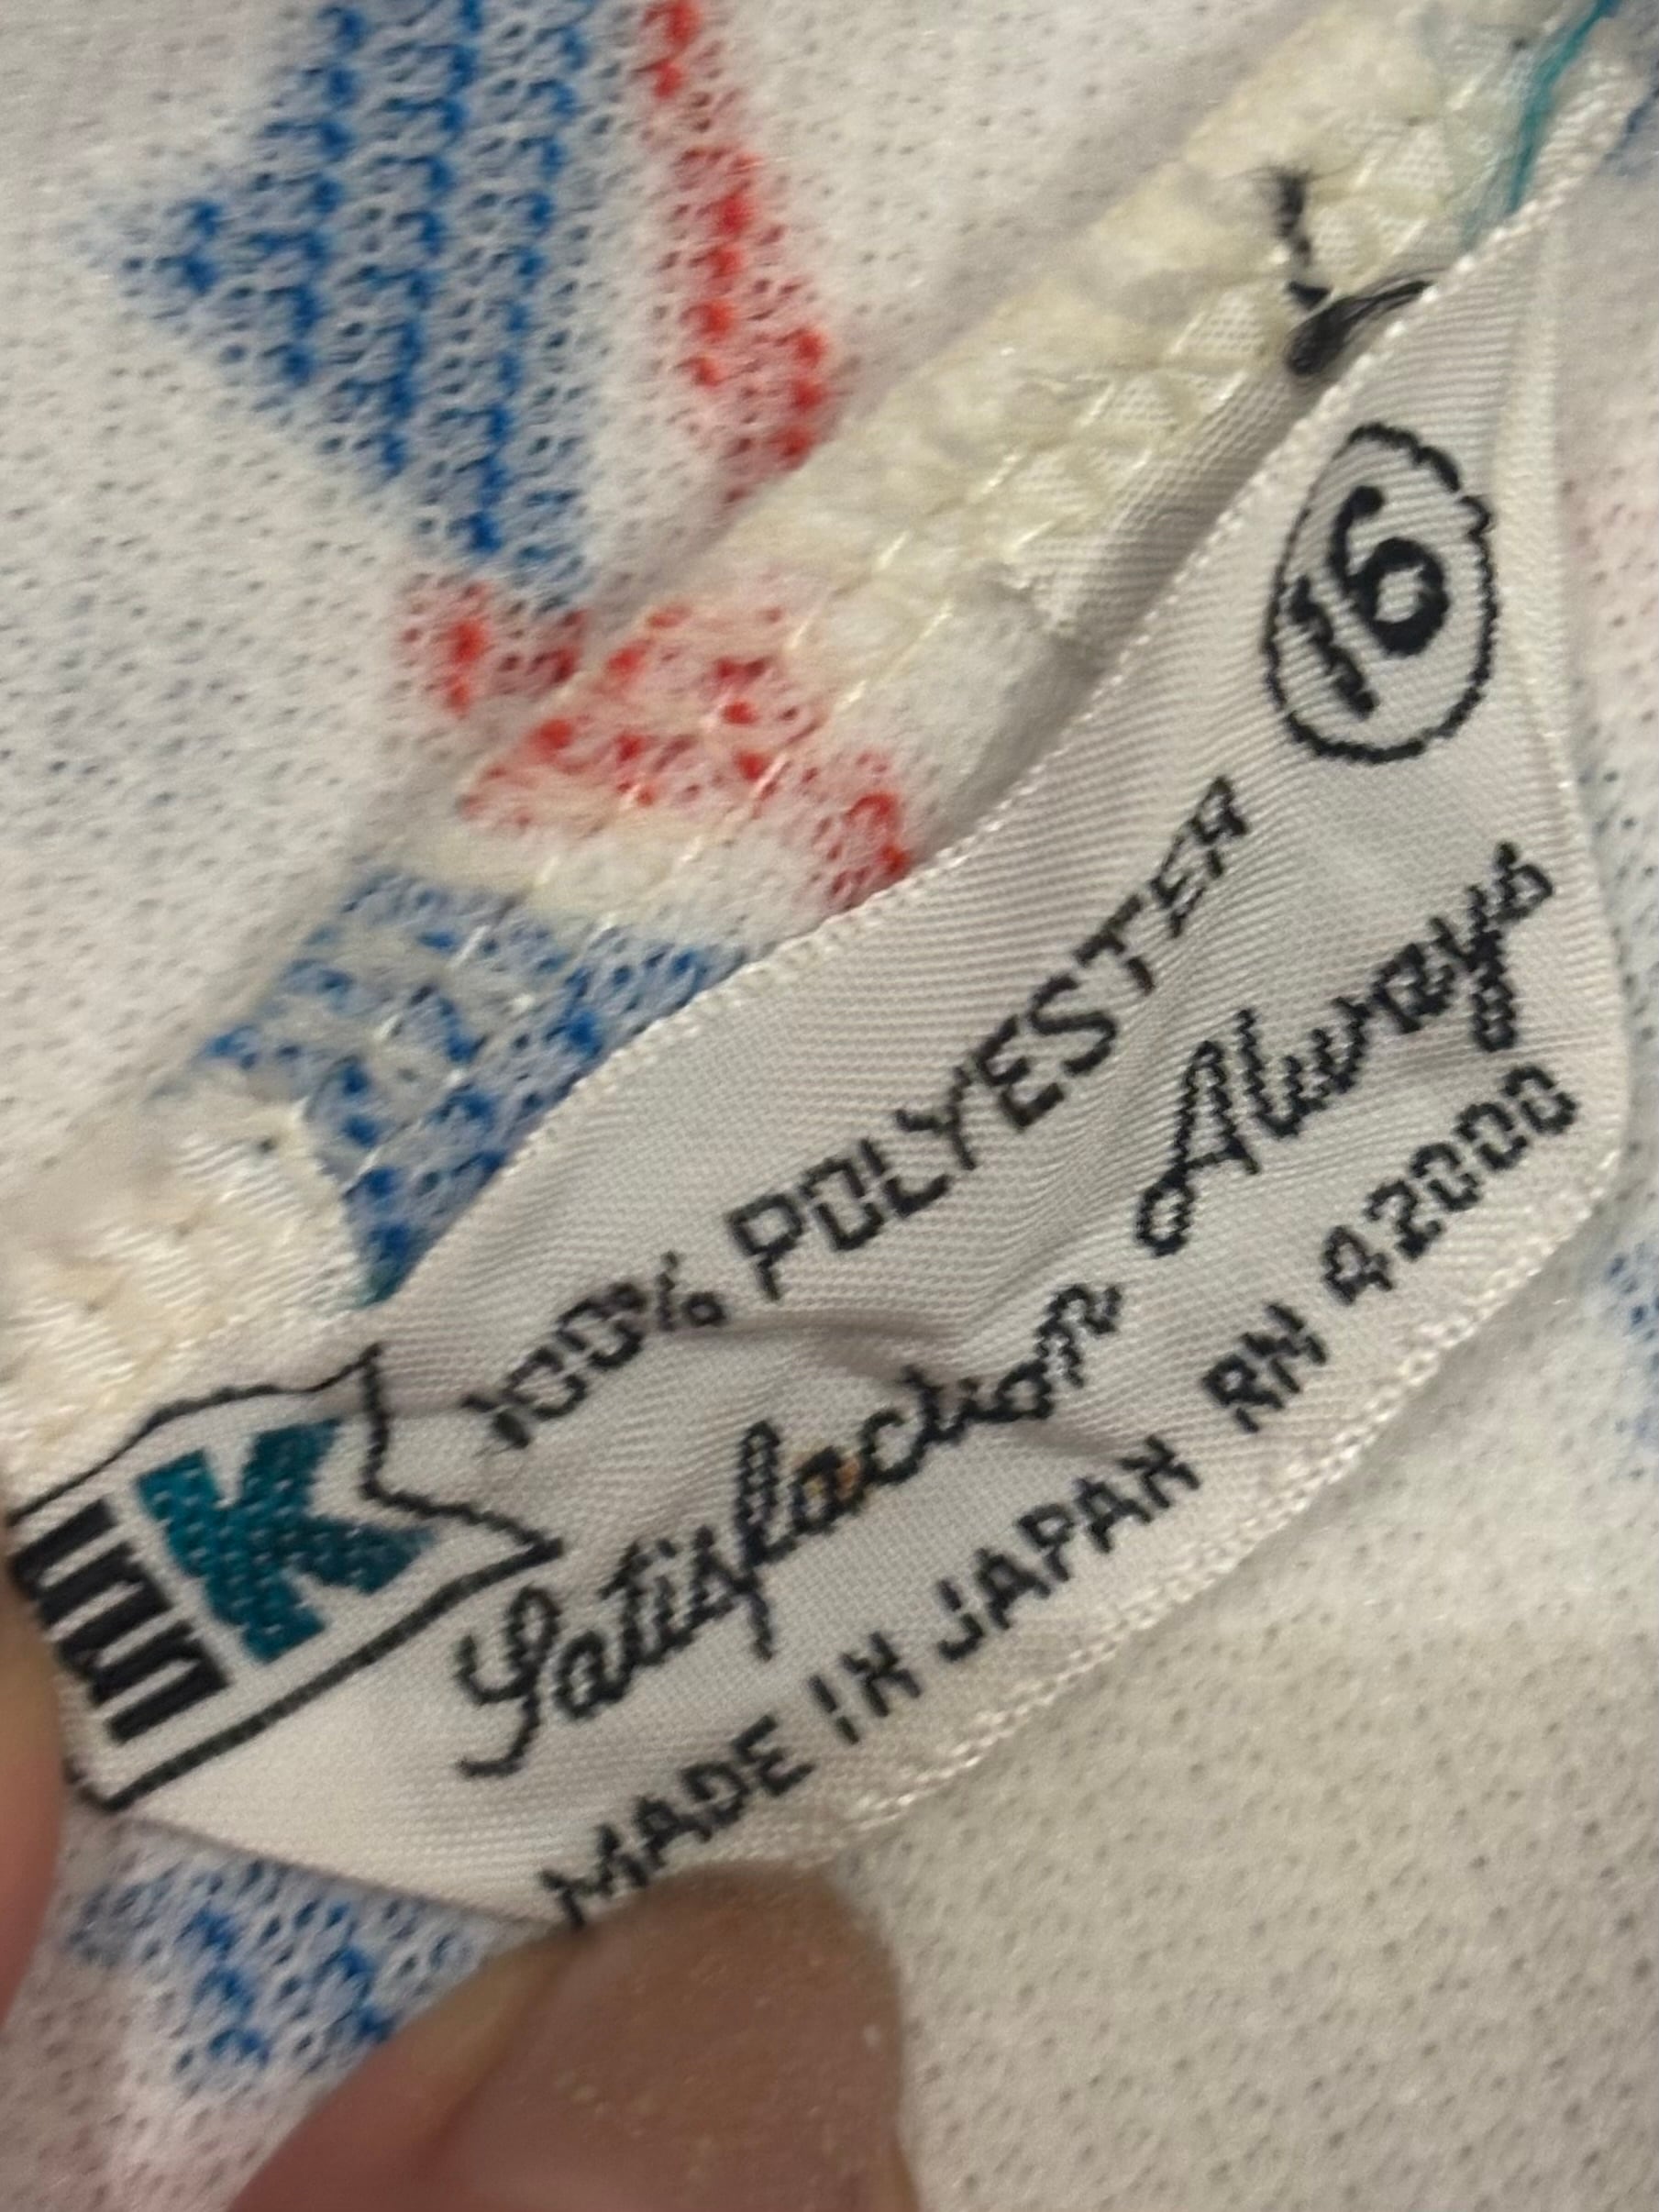 16
100% POLYESTER
K
Satisfaction Always
MADE IN JAPAN RN 42000